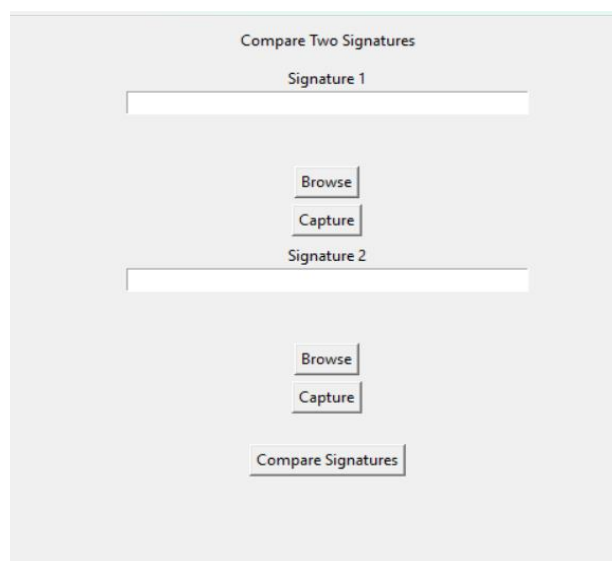 Compare Two Signatures
Signature 1
Browse
Capture
Signature 2
Browse
Capture
Compare Signatures